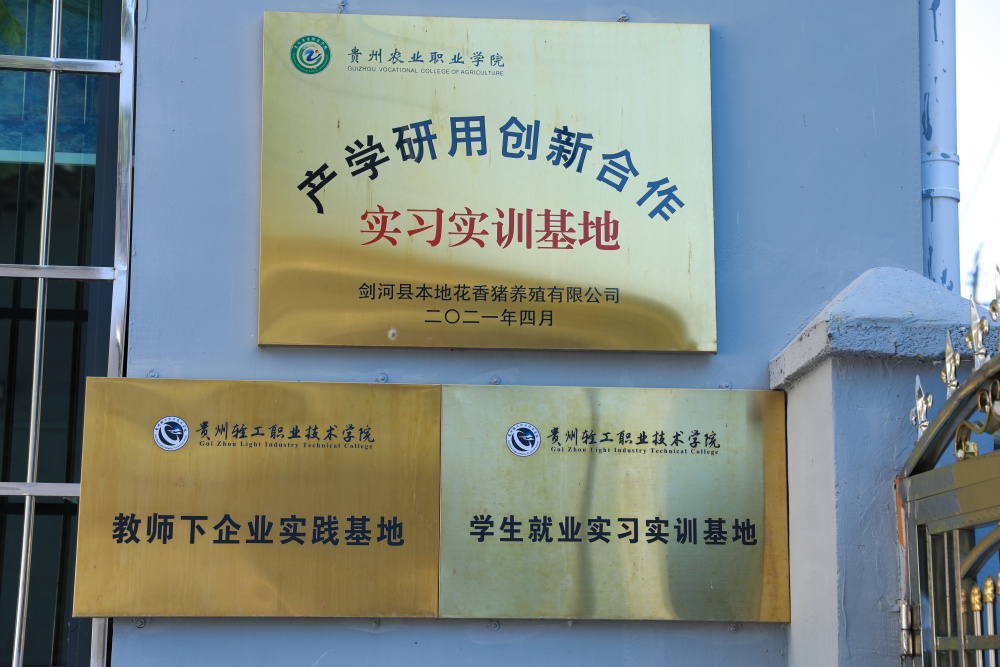 贵州农业职业学院
GUIZHOU VOCATIONAL COLLEGE OF AGRICULTURE
产学研用创新合作
实习实训基地
剑河县本地花香猪养殖有限公司
二〇二一年四月
贵州轻工职业技术学院
Gui Zhou Light Industry Technical College
教师下企业实践基地
贵州轻工职业技术学院
Gui Zhou Light Industry Technical College
学生就业实习实训基地